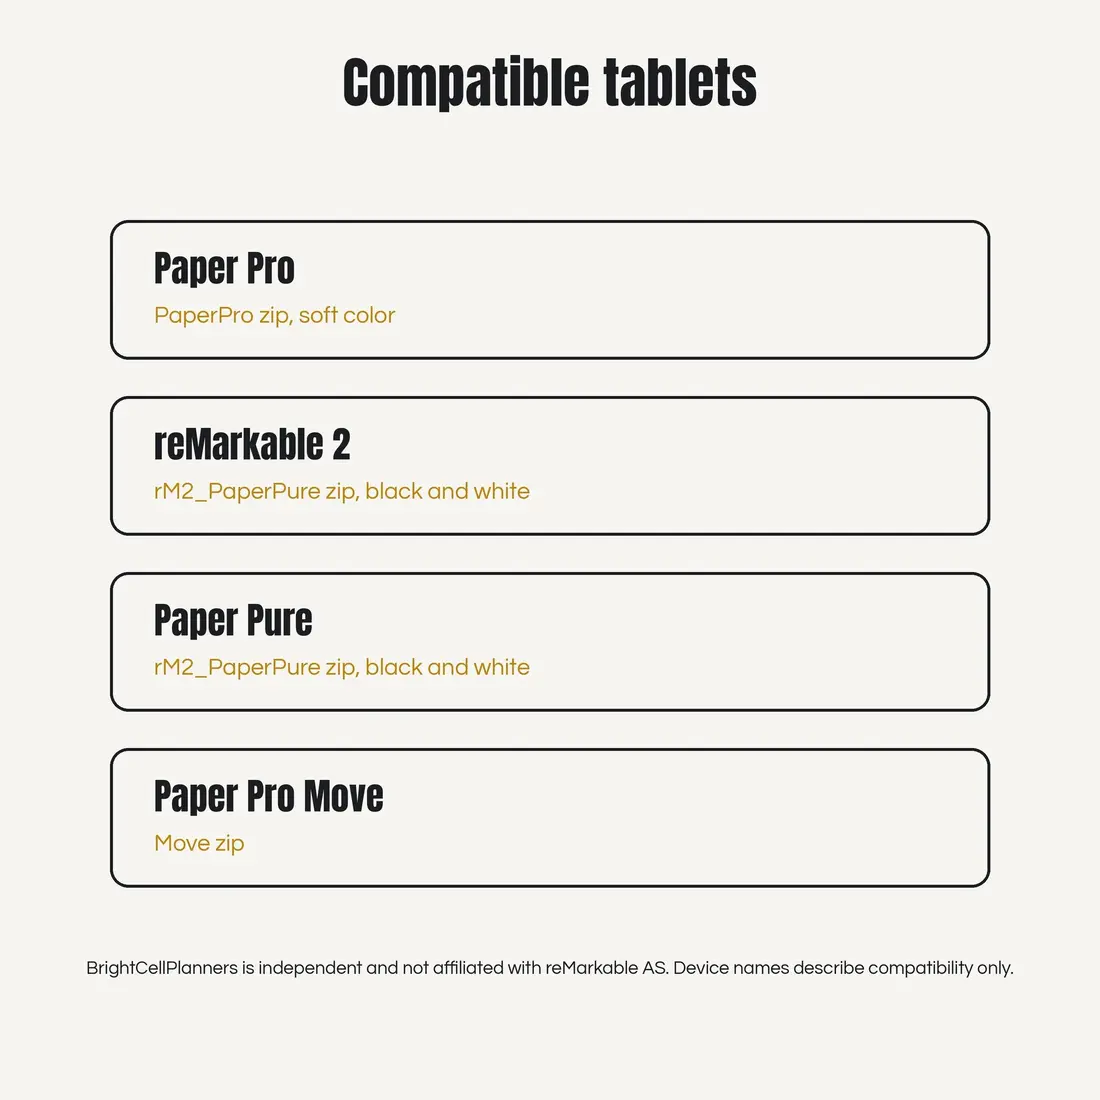 Compatible tablets
Paper Pro
PaperPro zip, soft color
reMarkable 2
rM2_PaperPure zip, black and white
Paper Pure
rM2_PaperPure zip, black and white
Paper Pro Move
Move zip
BrightCellPlanners is independent and not affiliated with reMarkable AS. Device names describe compatibility only.